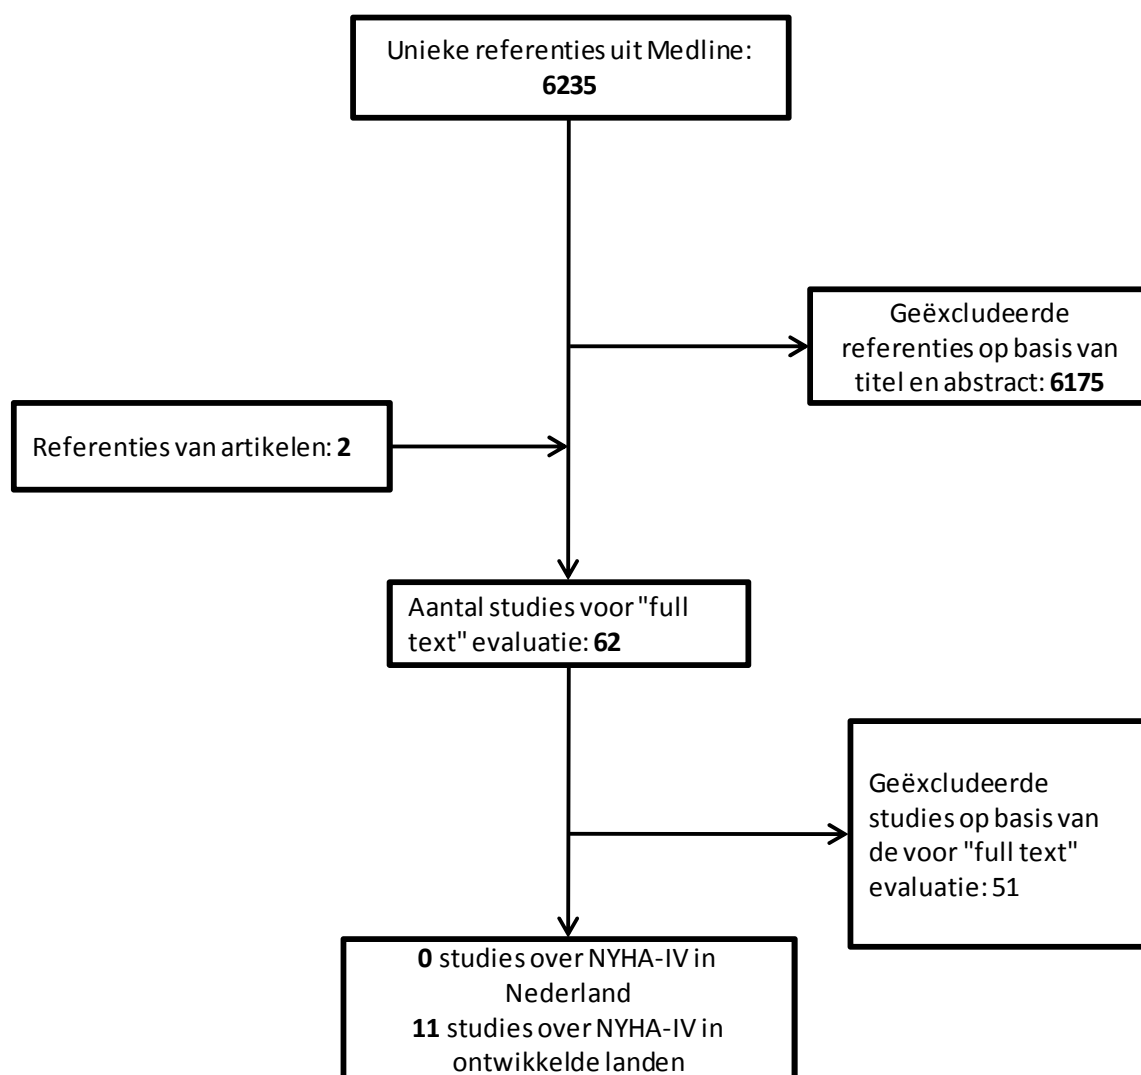 Unieke referenties uit Medline:
6235
Geëxcludeerde
referenties op basis van
titel en abstract: 6175
Referenties van artikelen: 2
Aantal studies voor "full
text" evaluatie: 62
Geëxcludeerde
studies op basis van
de voor "full text"
evaluatie: 51
0 studies over NYHA-IV in
Nederland
11 studies over NYHA-IV in
ontwikkelde landen